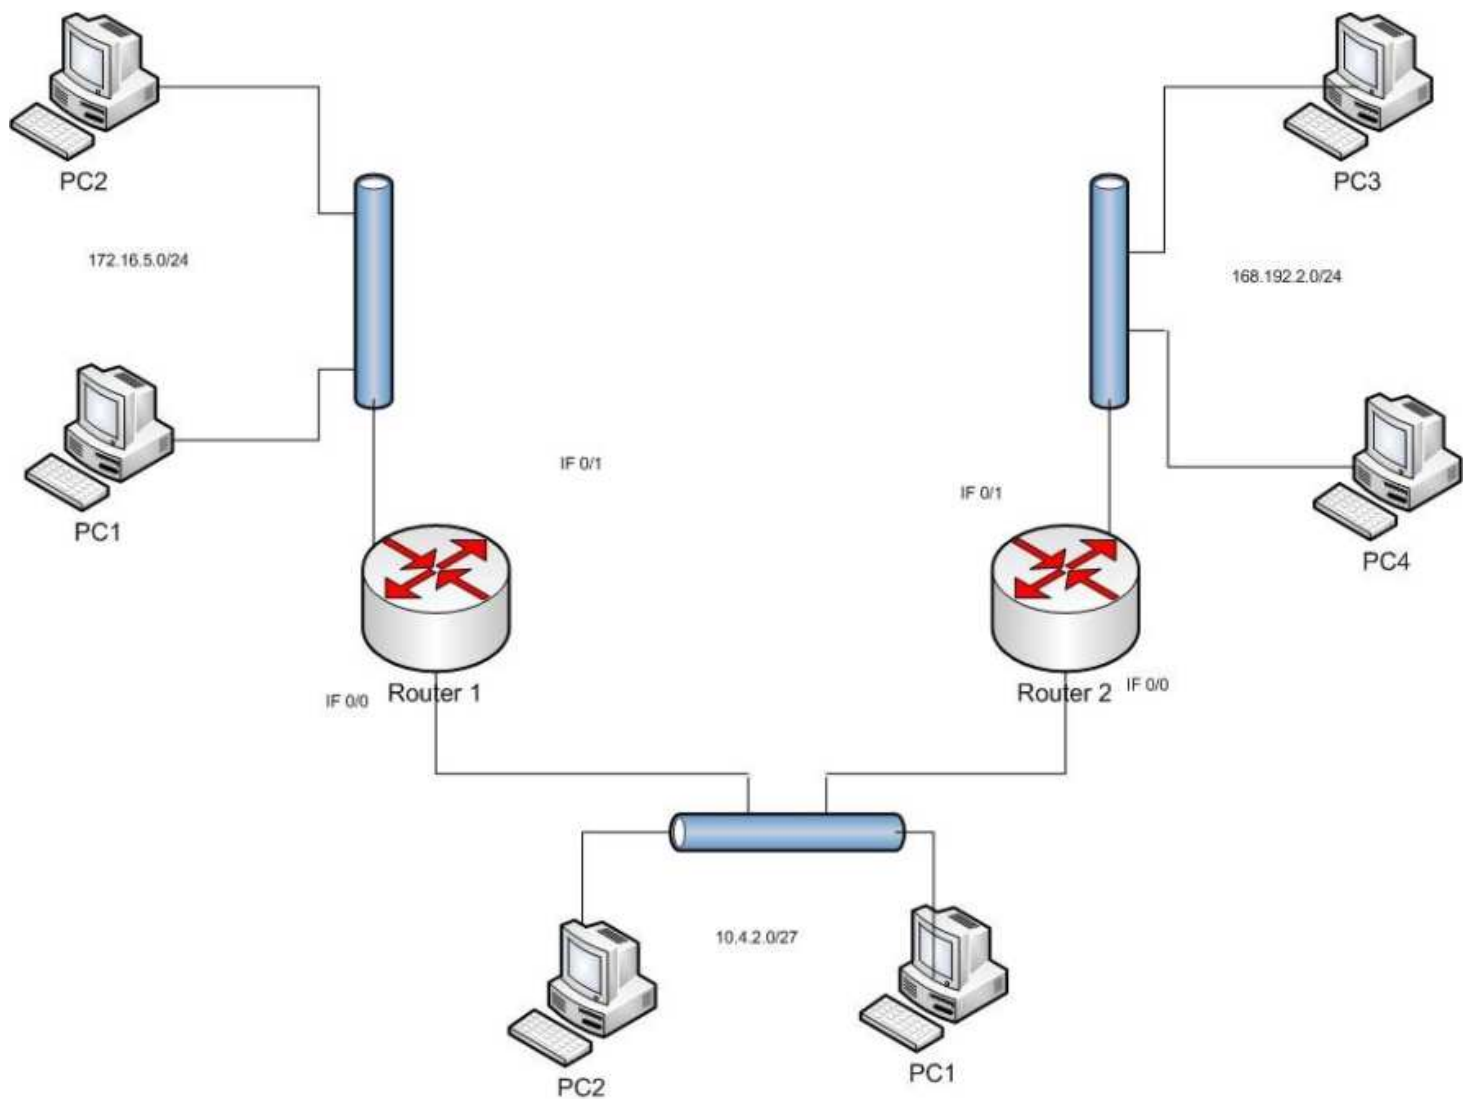 PC2
PC3
172.16.5.0/24
168.192.2.0/24
IF 0/1
IF 0/1
PC1
PC4
Router 1
IF 0/0
Router 2
IF 0/0
10.4.2.0/27
PC2
PC1